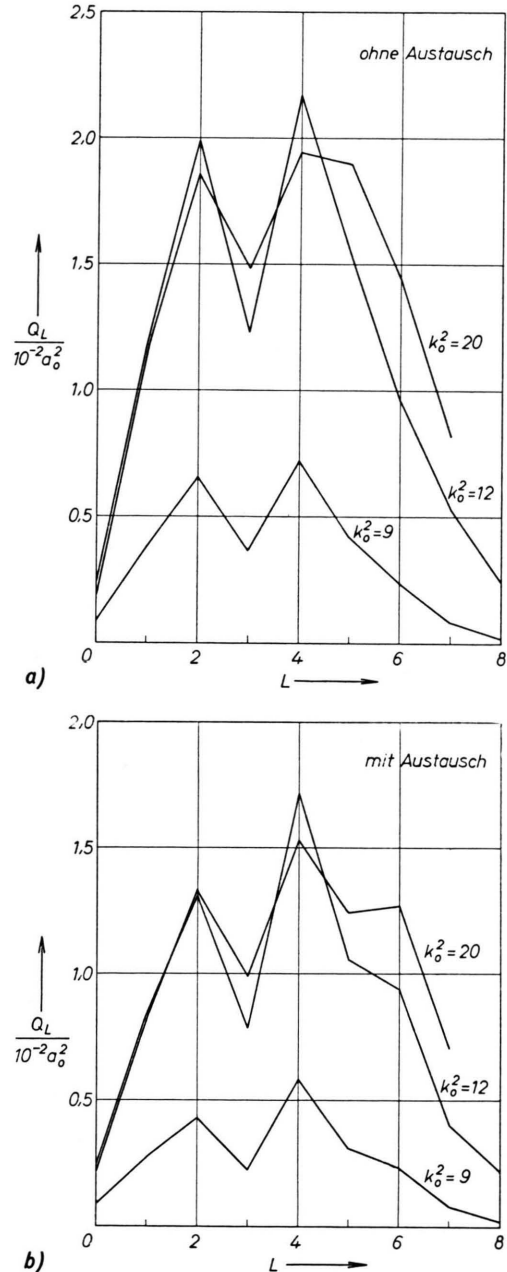 2,5
ohne Austausch
2.0
1.5
Q_L
10^-2 a_o^2
1.0
k_o^2=20
k_o^2=12
k_o^2=9
0.5
0 2 4 6 8
L
a)
2,0
mit Austausch
1,5
1.0
Q_L
10^-2 a_o^2
k_o^2=20
k_o^2=12
0.5
k_o^2=9
0 2 4 6 8
L
b)